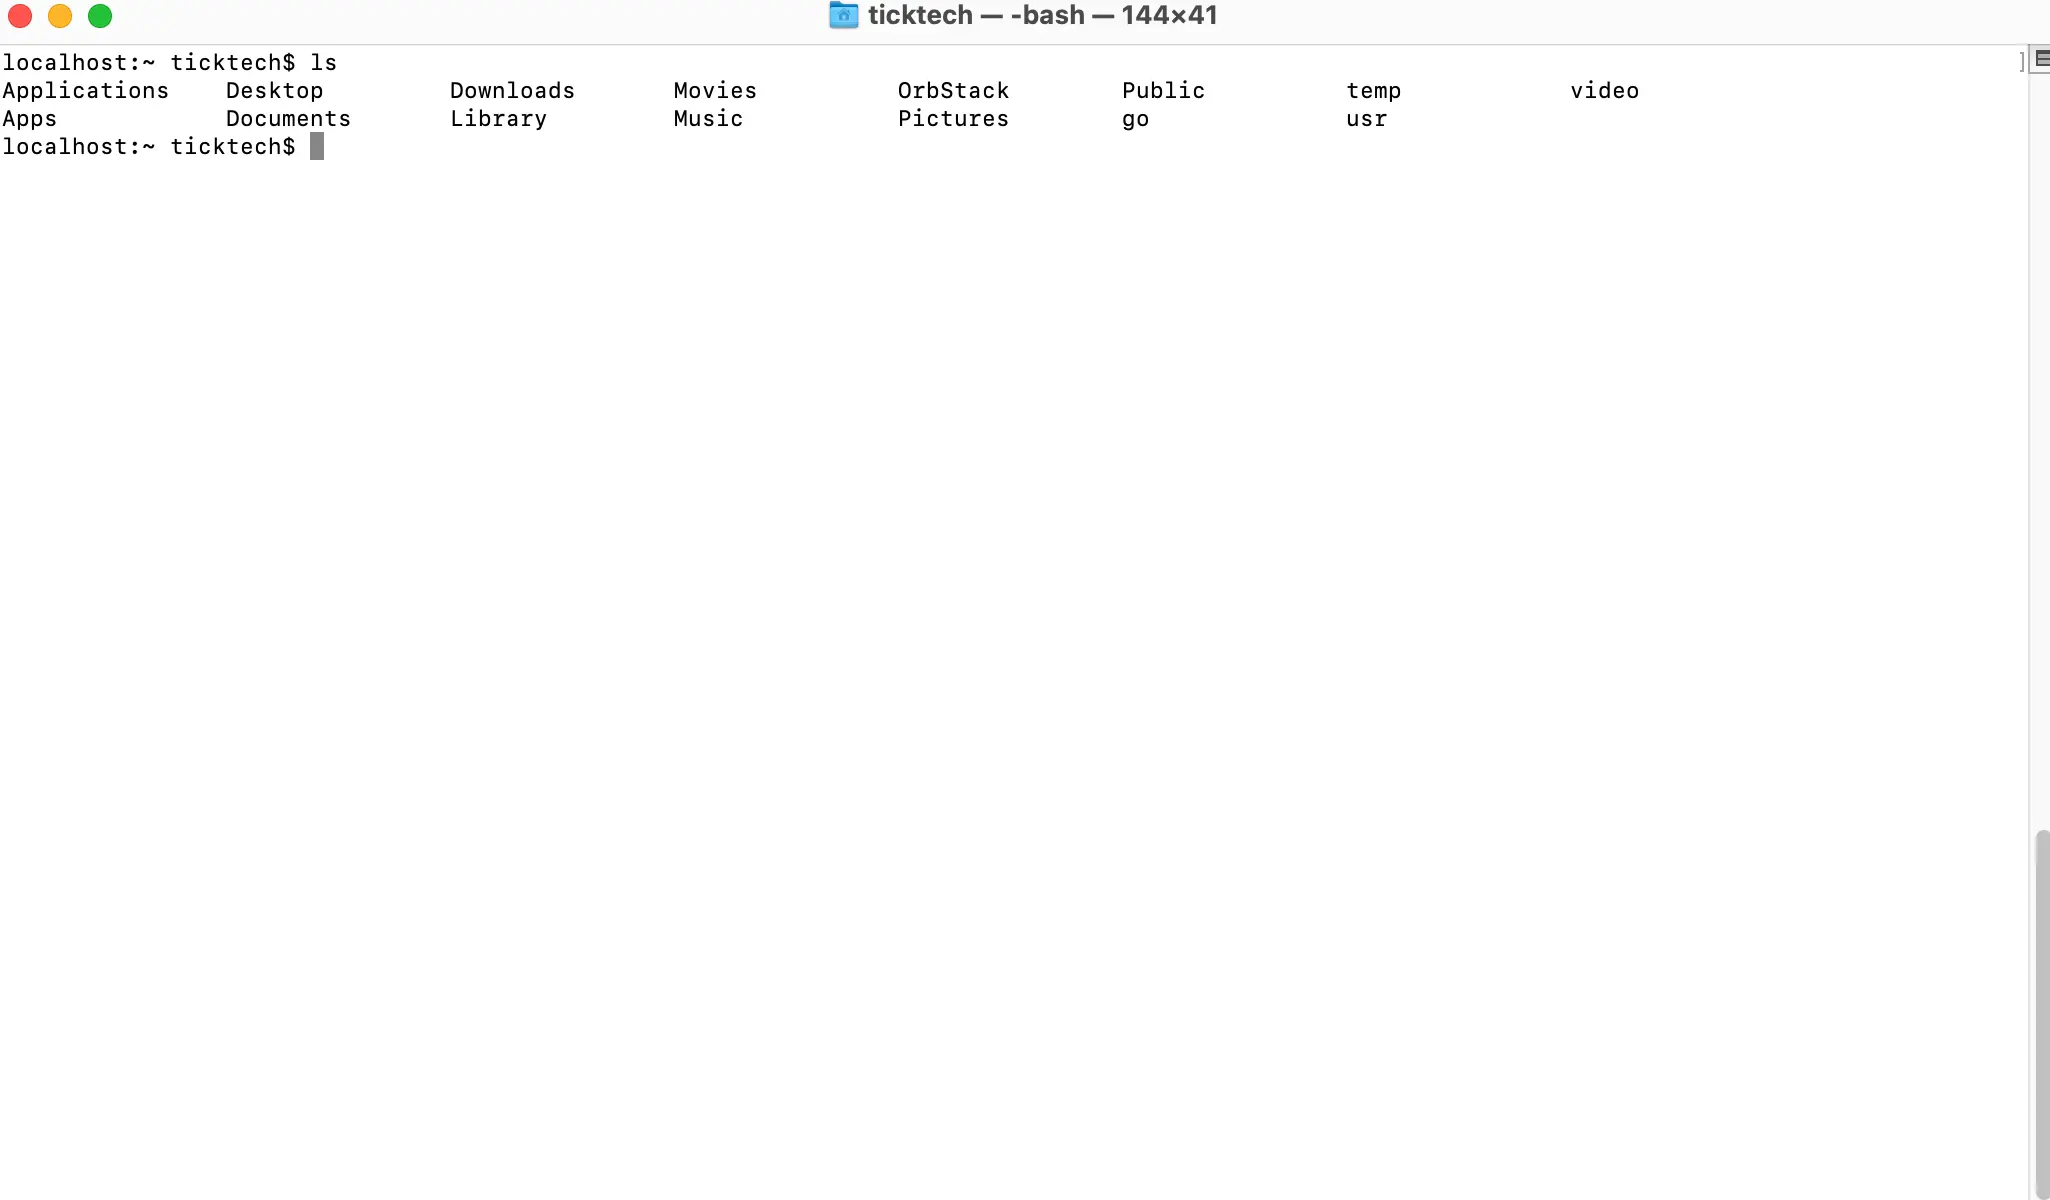 ticktech — -bash — 144×41
localhost:~ ticktech$ ls
Applications    Desktop         Downloads       Movies          OrbStack        Public          temp            video
Apps            Documents       Library         Music           Pictures        go              usr
localhost:~ ticktech$